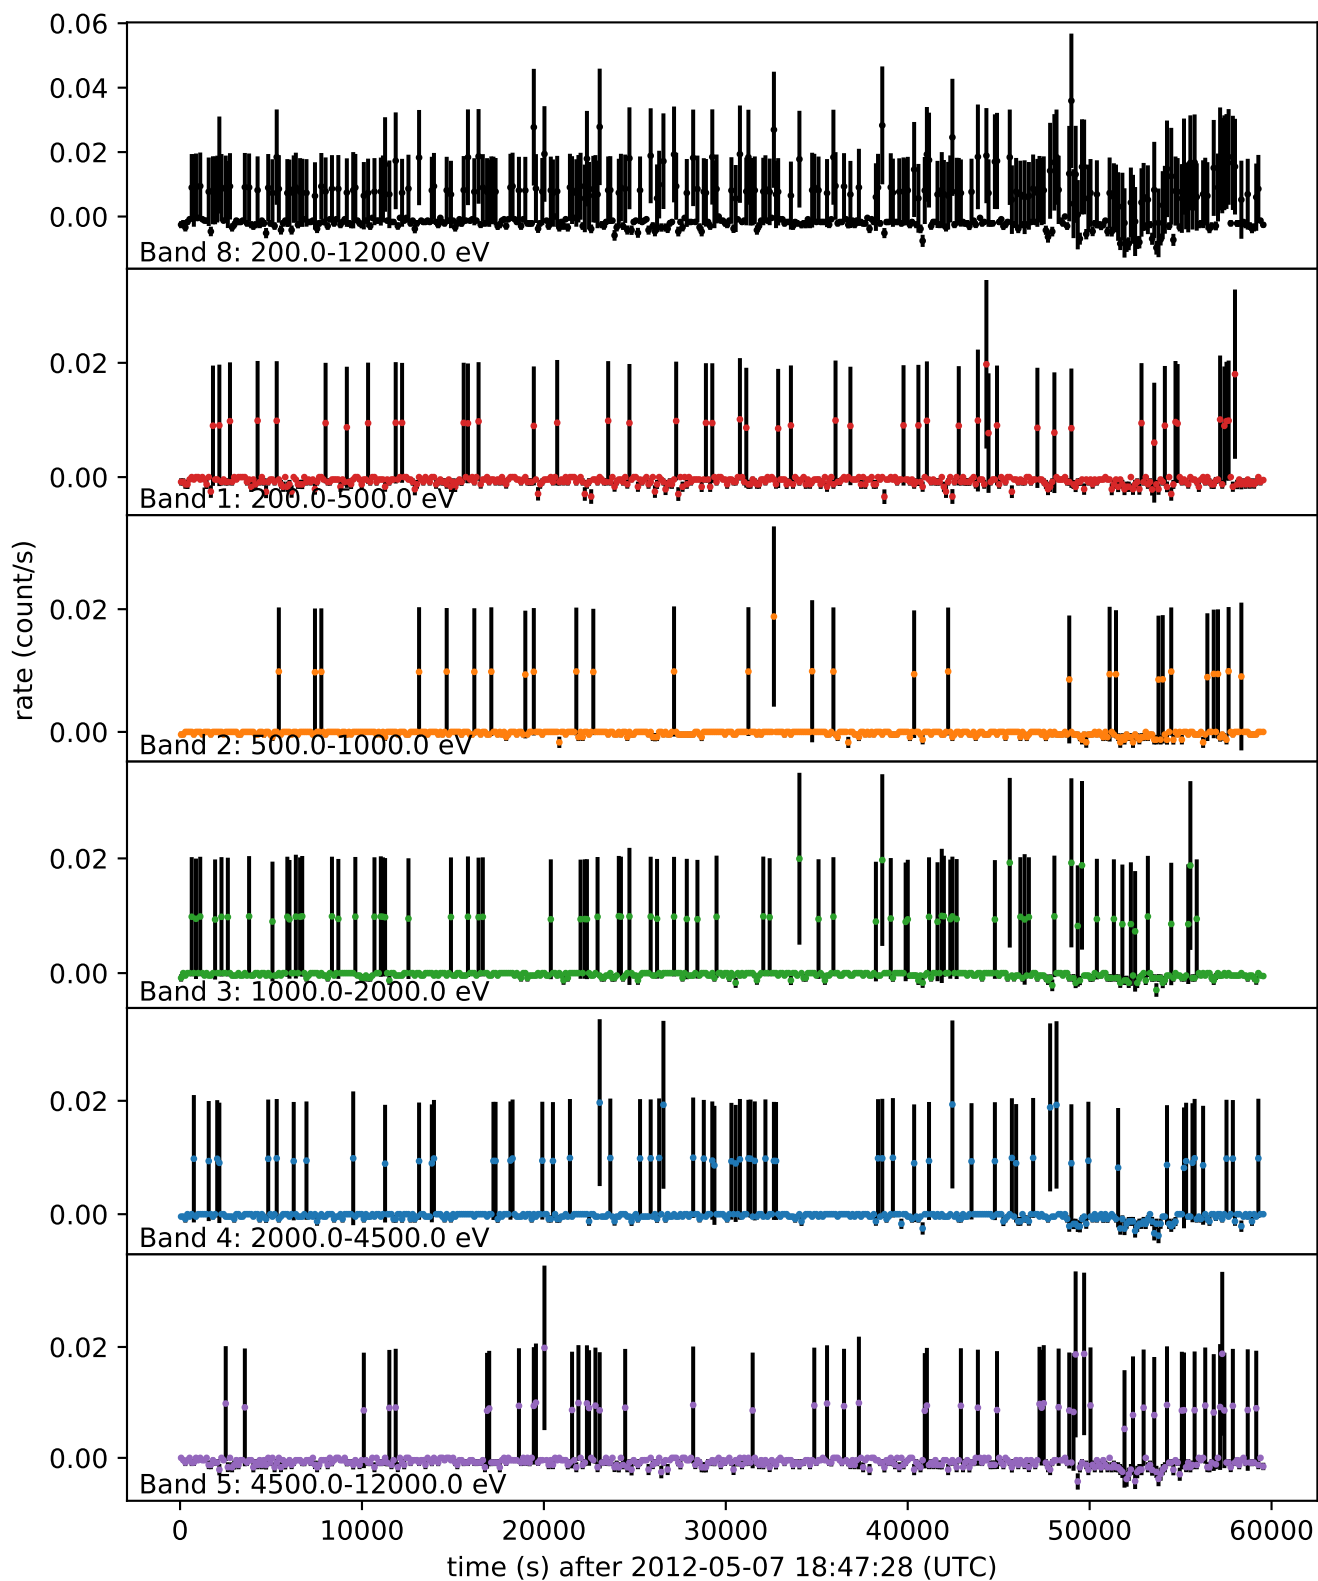 0.06
0.04
0.02
0.00
Band 8: 200.0-12000.0 eV
0.02
0.00
Band 1: 200.0-500.0 eV
0.02
0.00
Band 2: 500.0-1000.0 eV
rate (count/s)
0.02
0.00
Band 3: 1000.0-2000.0 eV
0.02
0.00
Band 4: 2000.0-4500.0 eV
0.02
0.00
Band 5: 4500.0-12000.0 eV
0 10000 20000 30000 40000 50000 60000
time (s) after 2012-05-07 18:47:28 (UTC)